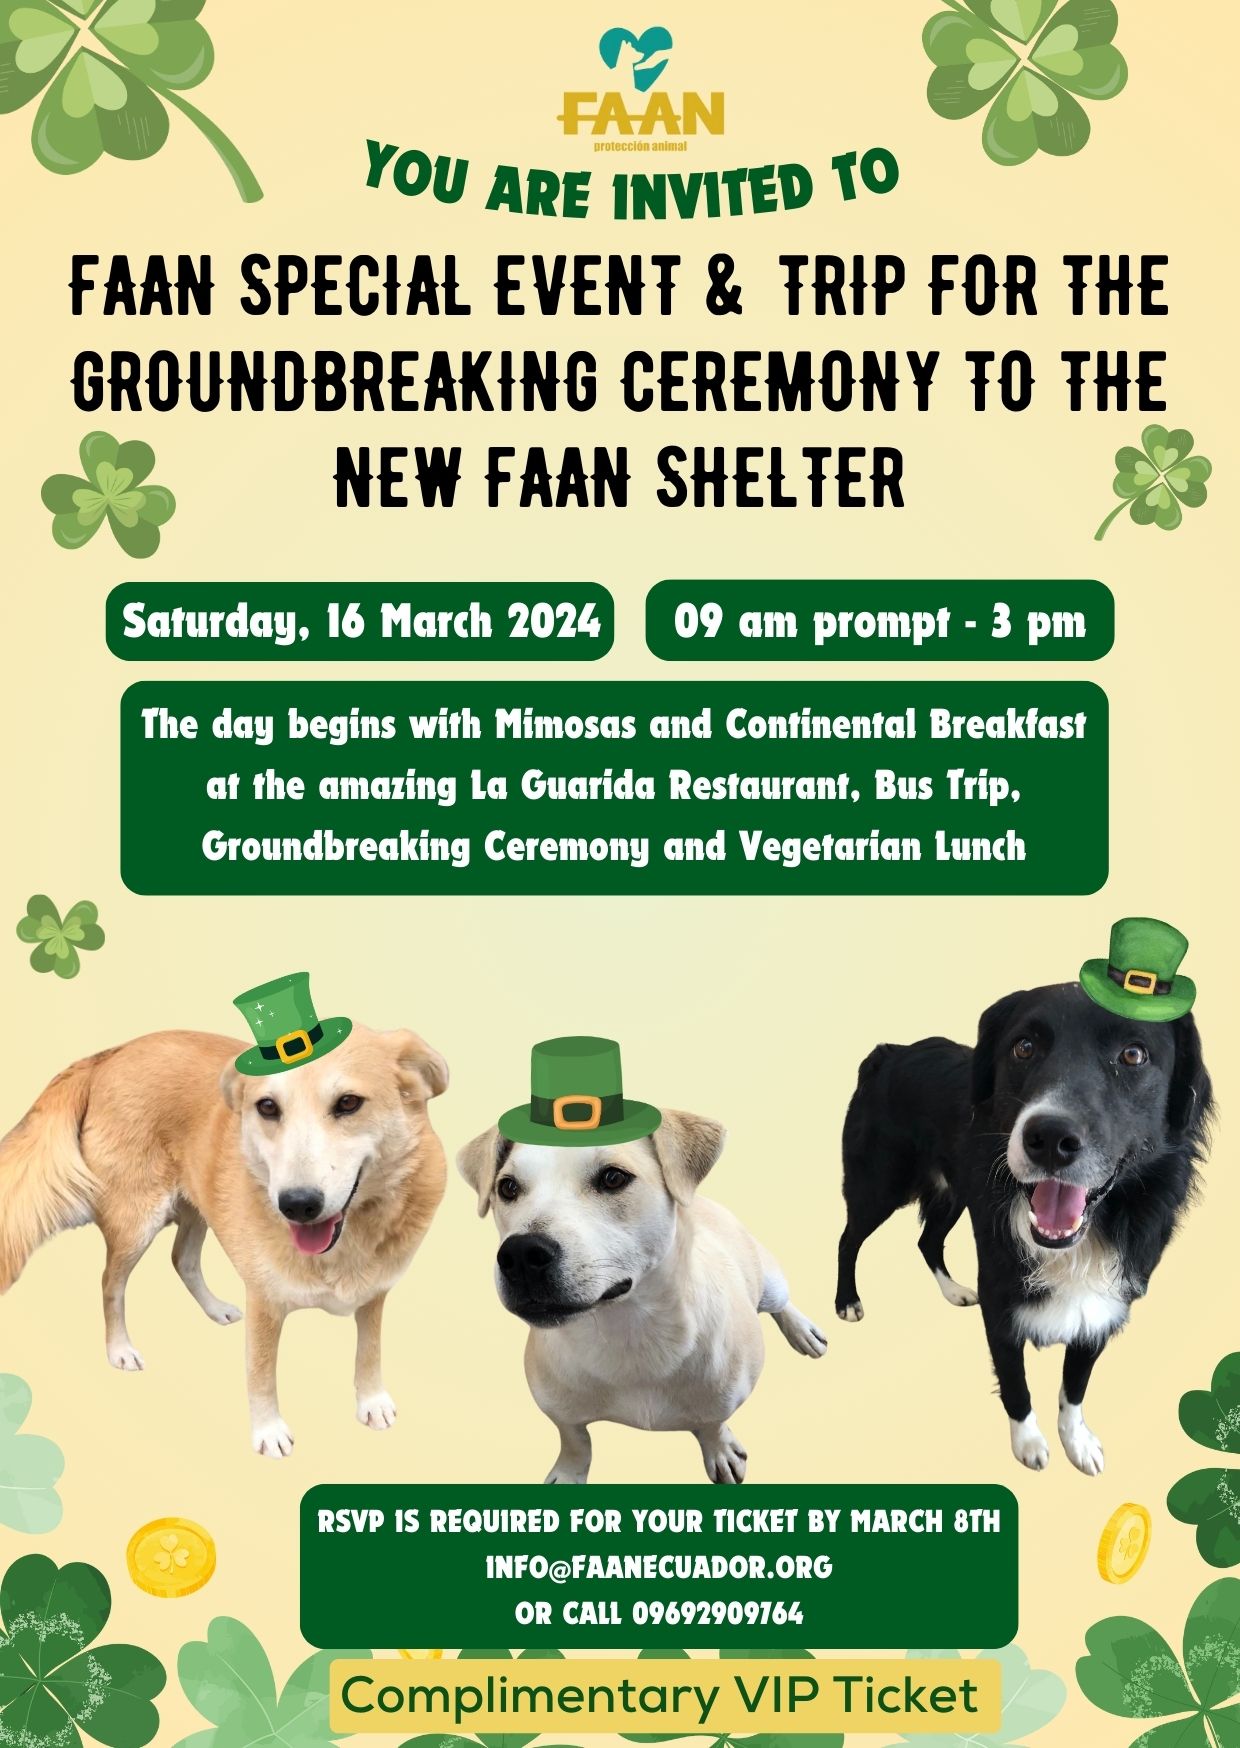 FAAN
protección animal
YOU ARE INVITED TO
FAAN SPECIAL EVENT & TRIP FOR THE
GROUNDBREAKING CEREMONY TO THE
NEW FAAN SHELTER
Saturday, 16 March 2024
09 am prompt - 3 pm
The day begins with Mimosas and Continental Breakfast
at the amazing La Guarida Restaurant, Bus Trip,
Groundbreaking Ceremony and Vegetarian Lunch
RSVP IS REQUIRED FOR YOUR TICKET BY MARCH 8TH
INFO@FAANECUADOR.ORG
OR CALL 09692909764
Complimentary VIP Ticket